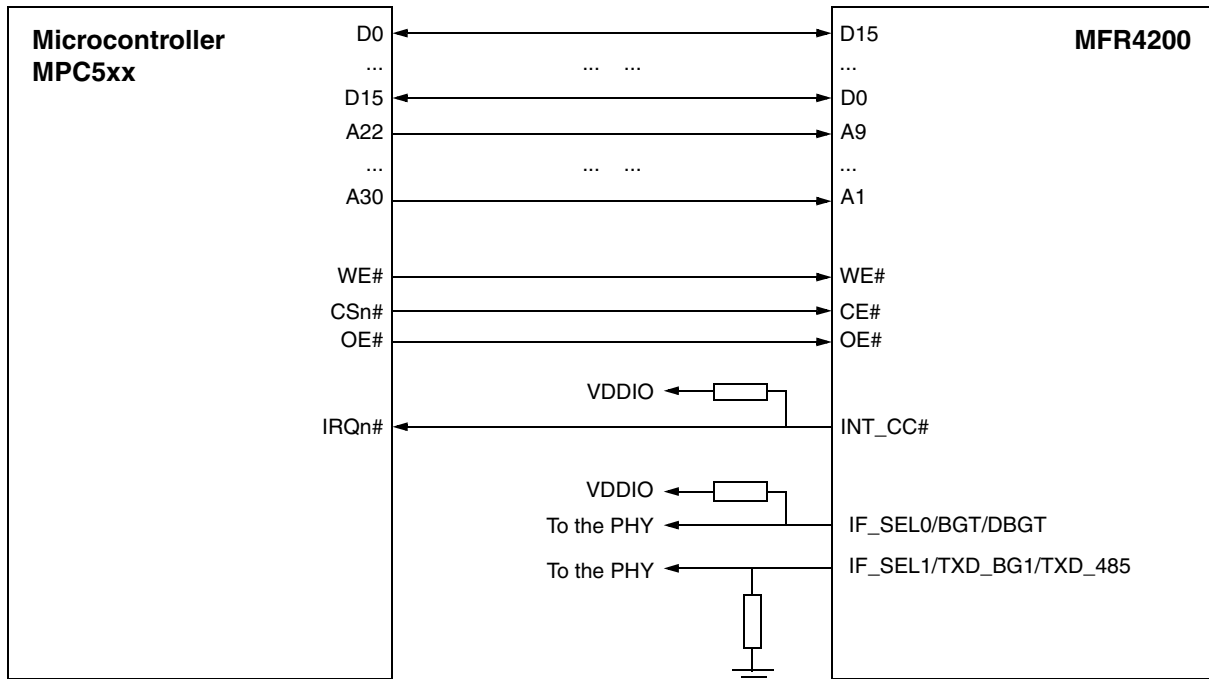 Microcontroller
MPC5xx
MFR4200
D0 D15
... ... ... ...
D15 D0
A22 A9
... ... ... ...
A30 A1
WE# WE#
CSn# CE#
OE# OE#
VDDIO
IRQn# INT_CC#
VDDIO
To the PHY IF_SEL0/BGT/DBGT
To the PHY IF_SEL1/TXD_BG1/TXD_485